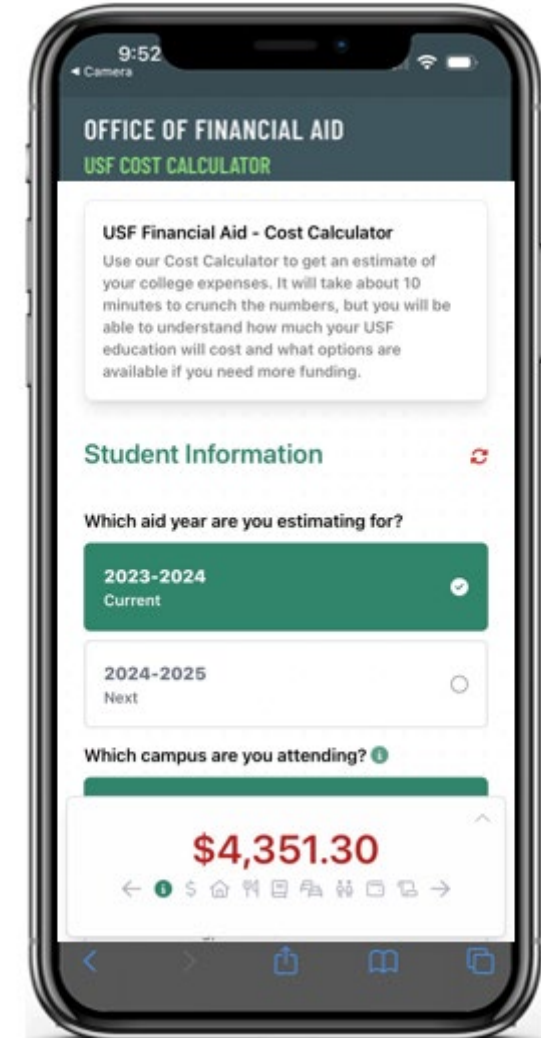 9:52
Camera
OFFICE OF FINANCIAL AID
USF COST CALCULATOR
USF Financial Aid - Cost Calculator
Use our Cost Calculator to get an estimate of
your college expenses. It will take about 10
minutes to crunch the numbers, but you will be
able to understand how much your USF
education will cost and what options are
available if you need more funding.
Student Information
Which aid year are you estimating for?
2023-2024
Current
2024-2025
Next
Which campus are you attending?
$4,351.30